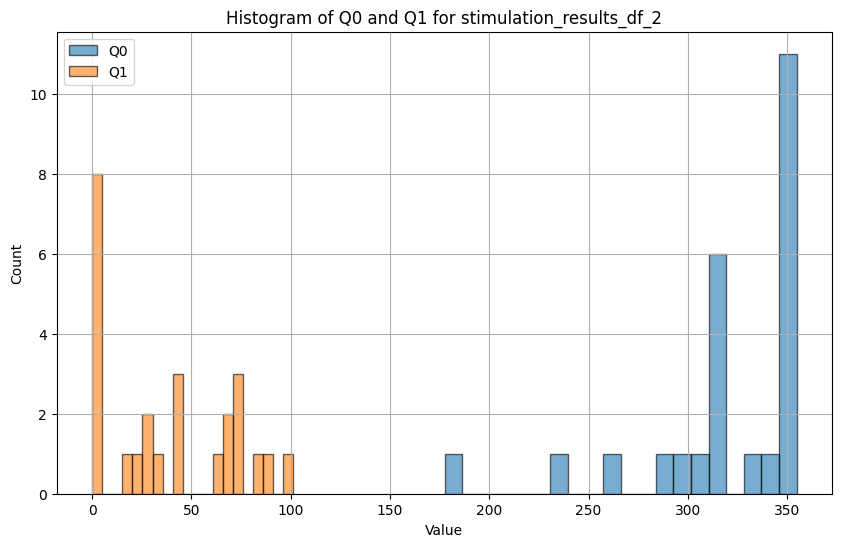 Histogram of Q0 and Q1 for stimulation_results_df_2
Q0
Q1
10
8
6
4
2
0
Count
0 50 100 150 200 250 300 350
Value